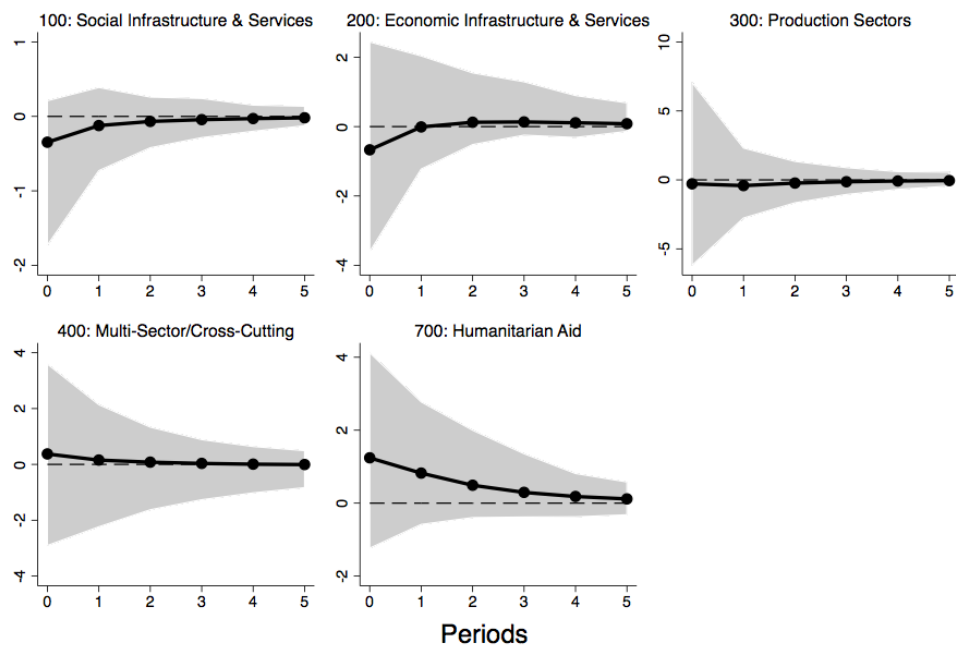 100: Social Infrastructure & Services
1
0
-1
-2
0 1 2 3 4 5
200: Economic Infrastructure & Services
2
0
-2
-4
0 1 2 3 4 5
300: Production Sectors
10
5
0
-5
0 1 2 3 4 5
400: Multi-Sector/Cross-Cutting
4
2
0
-2
-4
0 1 2 3 4 5
700: Humanitarian Aid
4
2
0
-2
0 1 2 3 4 5
Periods